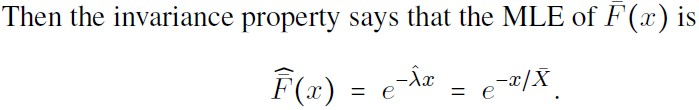 Then the invariance property says that the MLE of F̄(x) is
F̄̂(x) = e^{-λ̂x} = e^{-x/X̄}.